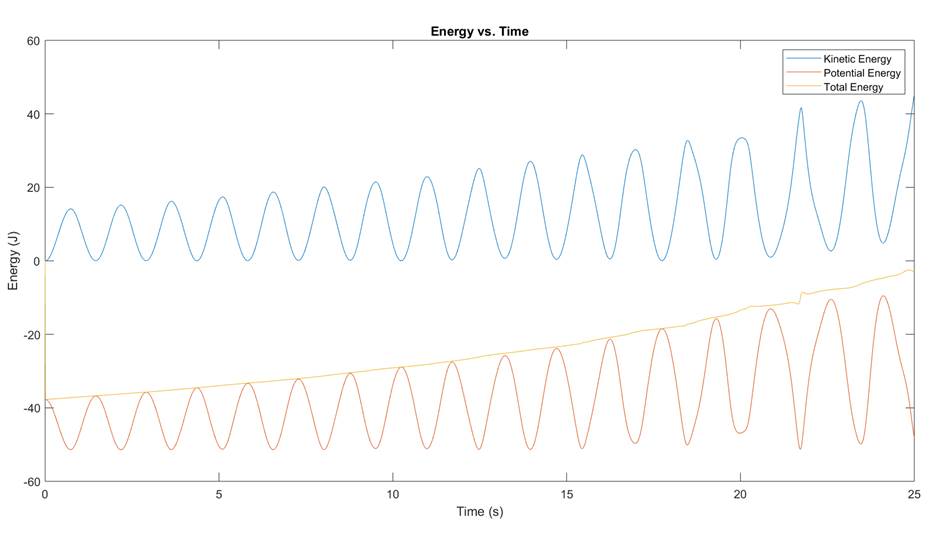 Energy vs. Time
60
40
20
0
-20
-40
-60
Energy (J)
Kinetic Energy
Potential Energy
Total Energy
0 5 10 15 20 25
Time (s)